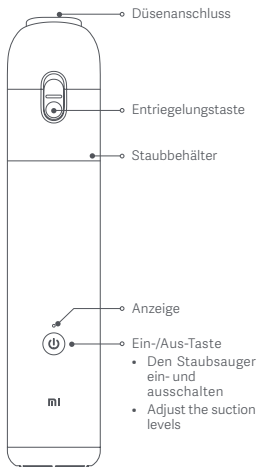 Düsenanschluss
Entriegelungstaste
Staubbehälter
Anzeige
Ein-/Aus-Taste
• Den Staubsauger
ein- und
ausschalten
• Adjust the suction
levels
mi